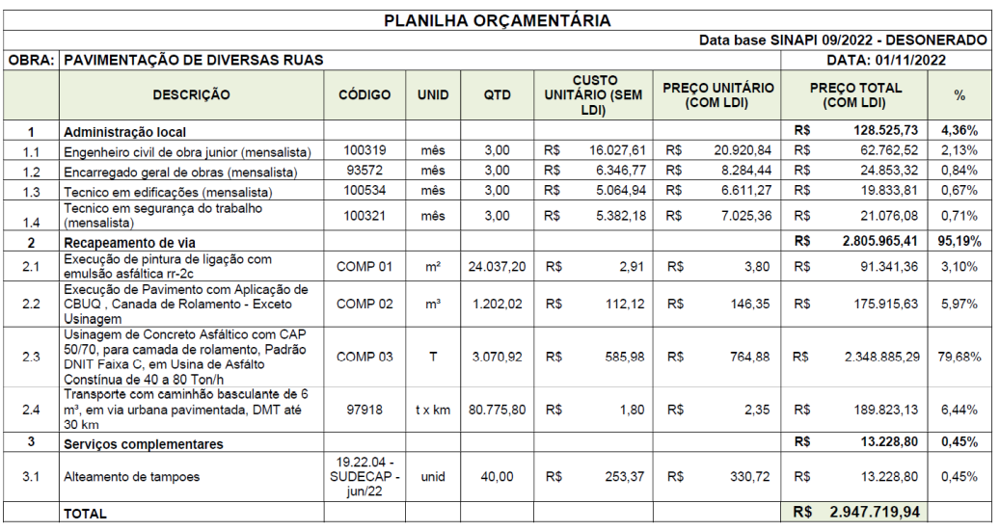 PLANILHA ORÇAMENTÁRIA
Data base SINAPI 09/2022 - DESONERADO
OBRA: PAVIMENTAÇÃO DE DIVERSAS RUAS DATA: 01/11/2022
DESCRIÇÃO CÓDIGO UNID QTD CUSTO UNITÁRIO (SEM LDI) PREÇO UNITÁRIO (COM LDI) PREÇO TOTAL (COM LDI) %
1 Administração local R$ 128.525,73 4,36%
1.1 Engenheiro civil de obra junior (mensalista) 100319 mês 3,00 R$ 16.027,61 R$ 20.920,84 R$ 62.762,52 2,13%
1.2 Encarregado geral de obras (mensalista) 93572 mês 3,00 R$ 6.346,77 R$ 8.284,44 R$ 24.853,32 0,84%
1.3 Tecnico em edificações (mensalista) 100534 mês 3,00 R$ 5.064,94 R$ 6.611,27 R$ 19.833,81 0,67%
1.4 Tecnico em segurança do trabalho (mensalista) 100321 mês 3,00 R$ 5.382,18 R$ 7.025,36 R$ 21.076,08 0,71%
2 Recapeamento de via R$ 2.805.965,41 95,19%
2.1 Execução de pintura de ligação com emulsão asfáltica rr-2c COMP 01 m² 24.037,20 R$ 2,91 R$ 3,80 R$ 91.341,36 3,10%
2.2 Execução de Pavimento com Aplicação de CBUQ , Canada de Rolamento - Exceto Usinagem COMP 02 m³ 1.202,02 R$ 112,12 R$ 146,35 R$ 175.915,63 5,97%
2.3 Usinagem de Concreto Asfáltico com CAP 50/70, para camada de rolamento, Padrão DNIT Faixa C, em Usina de Asfálto Constínua de 40 a 80 Ton/h COMP 03 T 3.070,92 R$ 585,98 R$ 764,88 R$ 2.348.885,29 79,68%
2.4 Transporte com caminhão basculante de 6 m³, em via urbana pavimentada, DMT até 30 km 97918 t x km 80.775,80 R$ 1,80 R$ 2,35 R$ 189.823,13 6,44%
3 Serviços complementares R$ 13.228,80 0,45%
3.1 Alteamento de tampoes 19.22.04 - SUDECAP - jun/22 unid 40,00 R$ 253,37 R$ 330,72 R$ 13.228,80 0,45%
TOTAL R$ 2.947.719,94